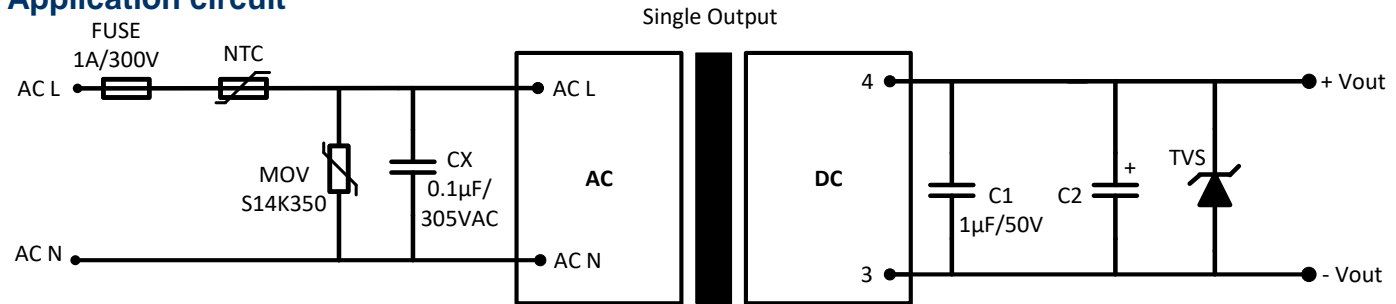 Application circuit
Single Output
FUSE
1A/300V
NTC
AC L
AC L
MOV
S14K350
CX
0.1µF/
305VAC
AC
AC N
AC N
DC
4
3
C1
1µF/50V
C2
+
TVS
+ Vout
- Vout